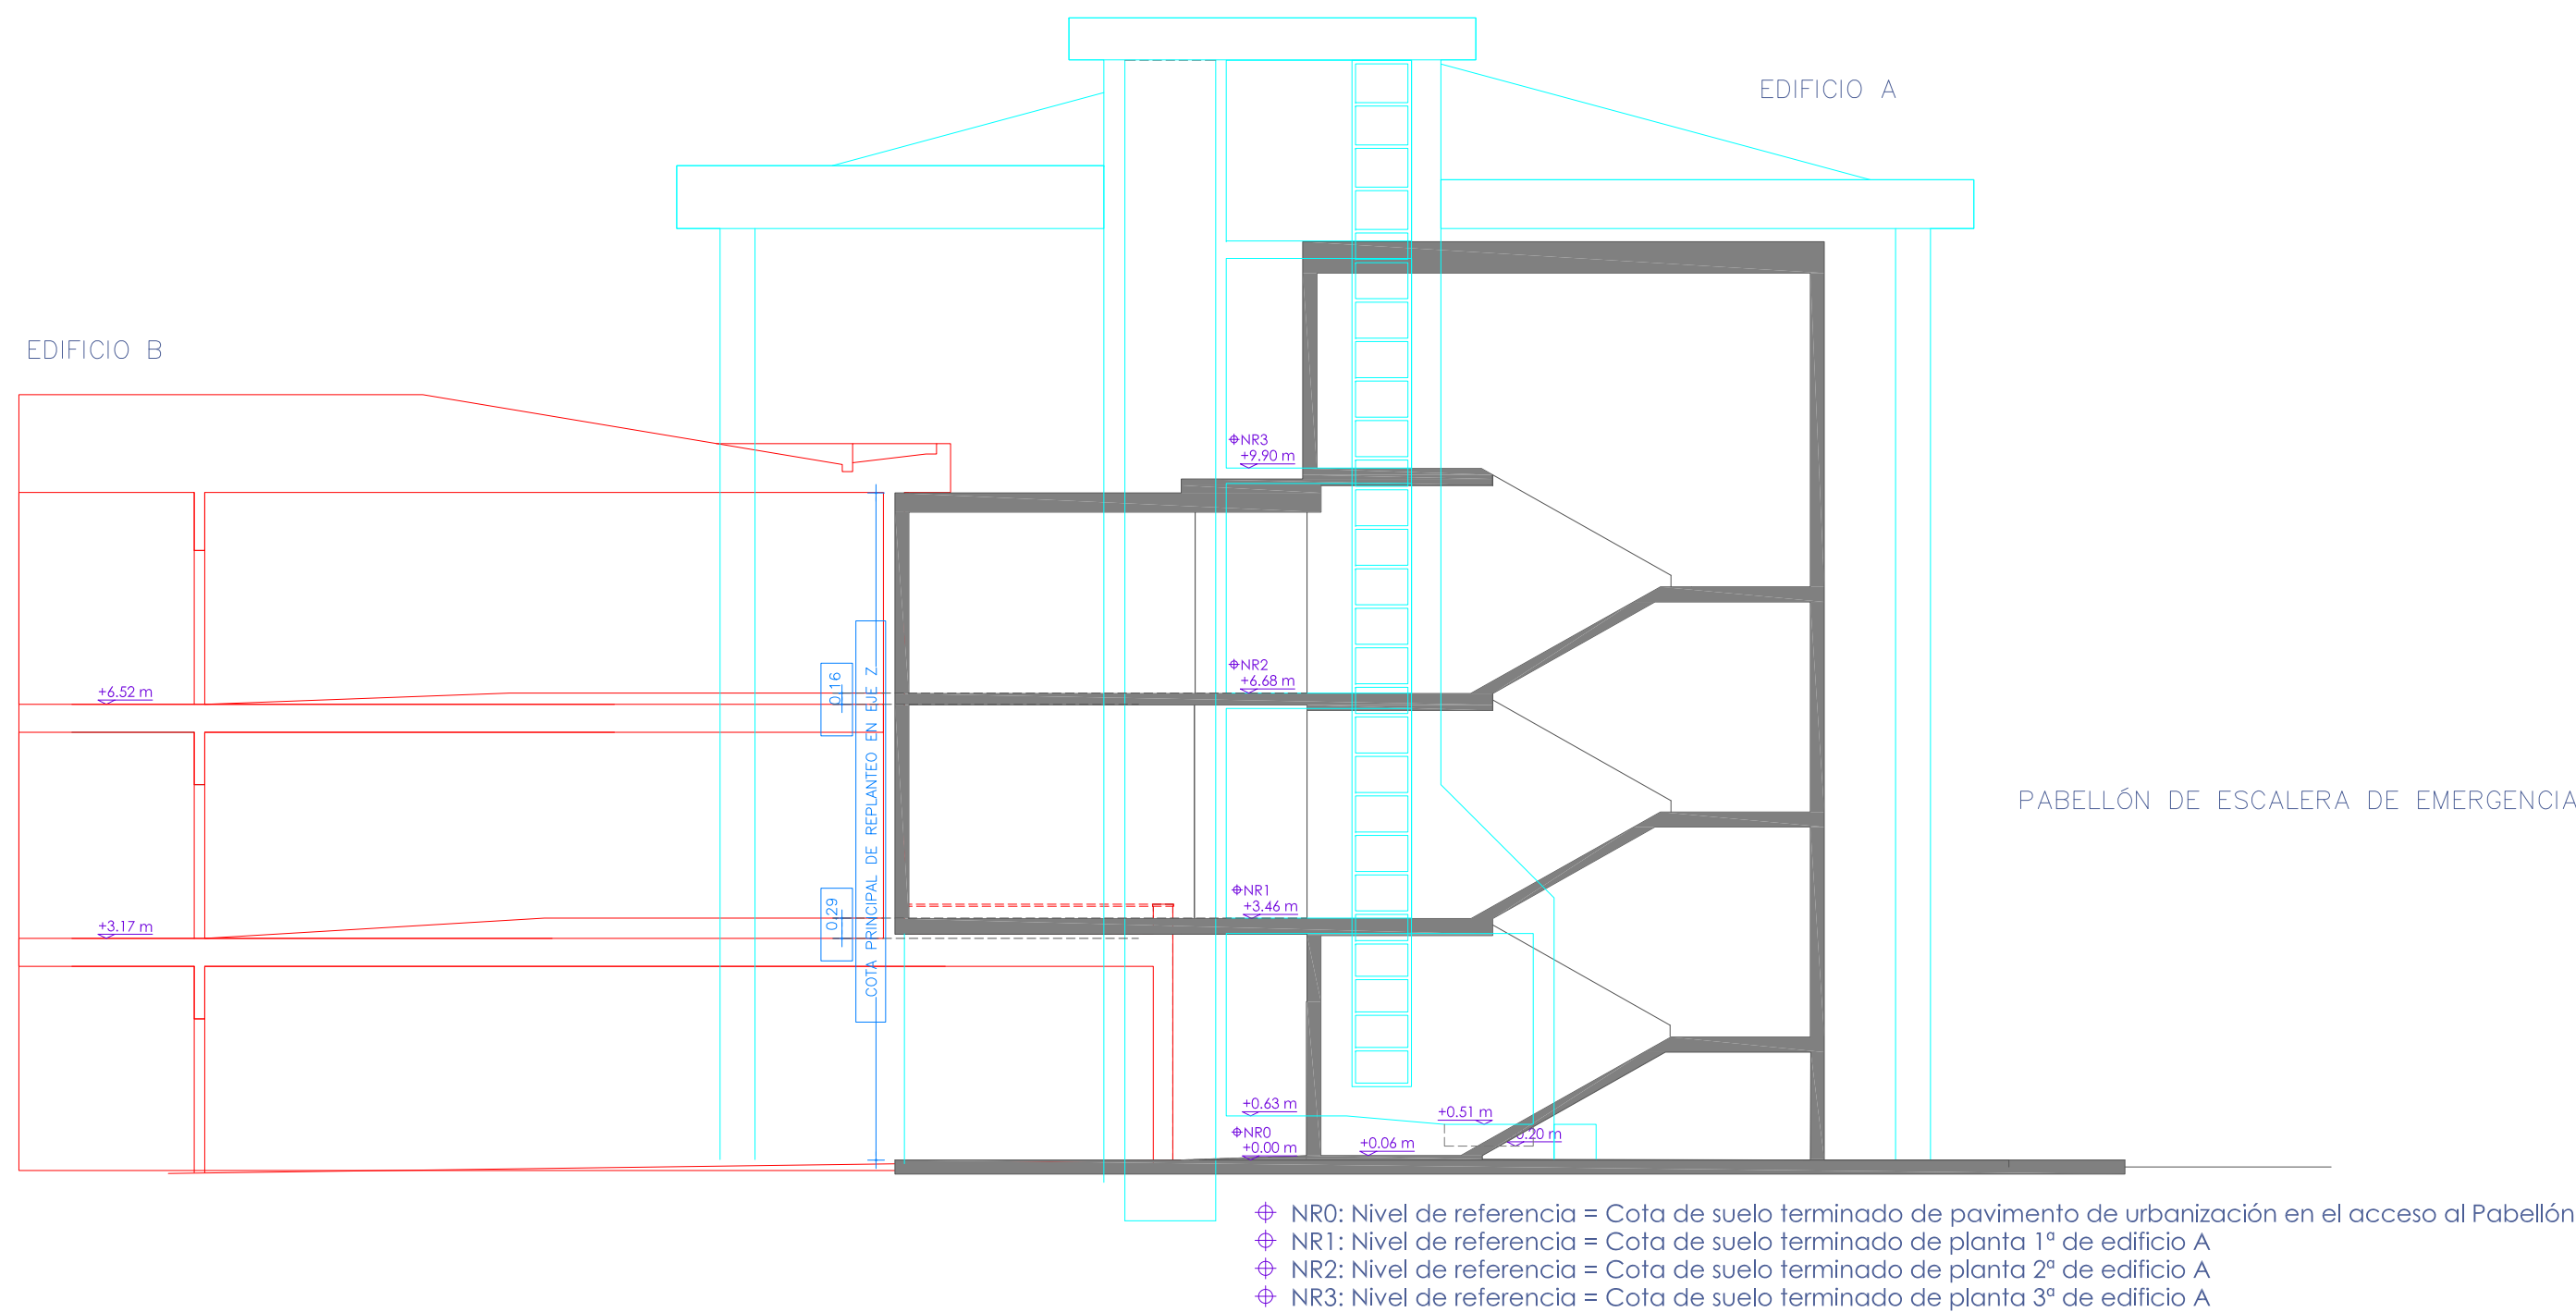 EDIFICIO A
EDIFICIO B
NR3
+9.90 m
NR2
+6.68 m
+6.52 m
0.16
COTA PRINCIPAL DE REPLANTEO EN EJE Z
PABELLÓN DE ESCALERA DE EMERGENCIA
NR1
+3.46 m
0.29
+3.17 m
+0.63 m
+0.51 m
NR0
+0.00 m
+0.06 m
0.20 m
NR0: Nivel de referencia = Cota de suelo terminado de pavimento de urbanización en el acceso al Pabellón
NR1: Nivel de referencia = Cota de suelo terminado de planta 1ª de edificio A
NR2: Nivel de referencia = Cota de suelo terminado de planta 2ª de edificio A
NR3: Nivel de referencia = Cota de suelo terminado de planta 3ª de edificio A